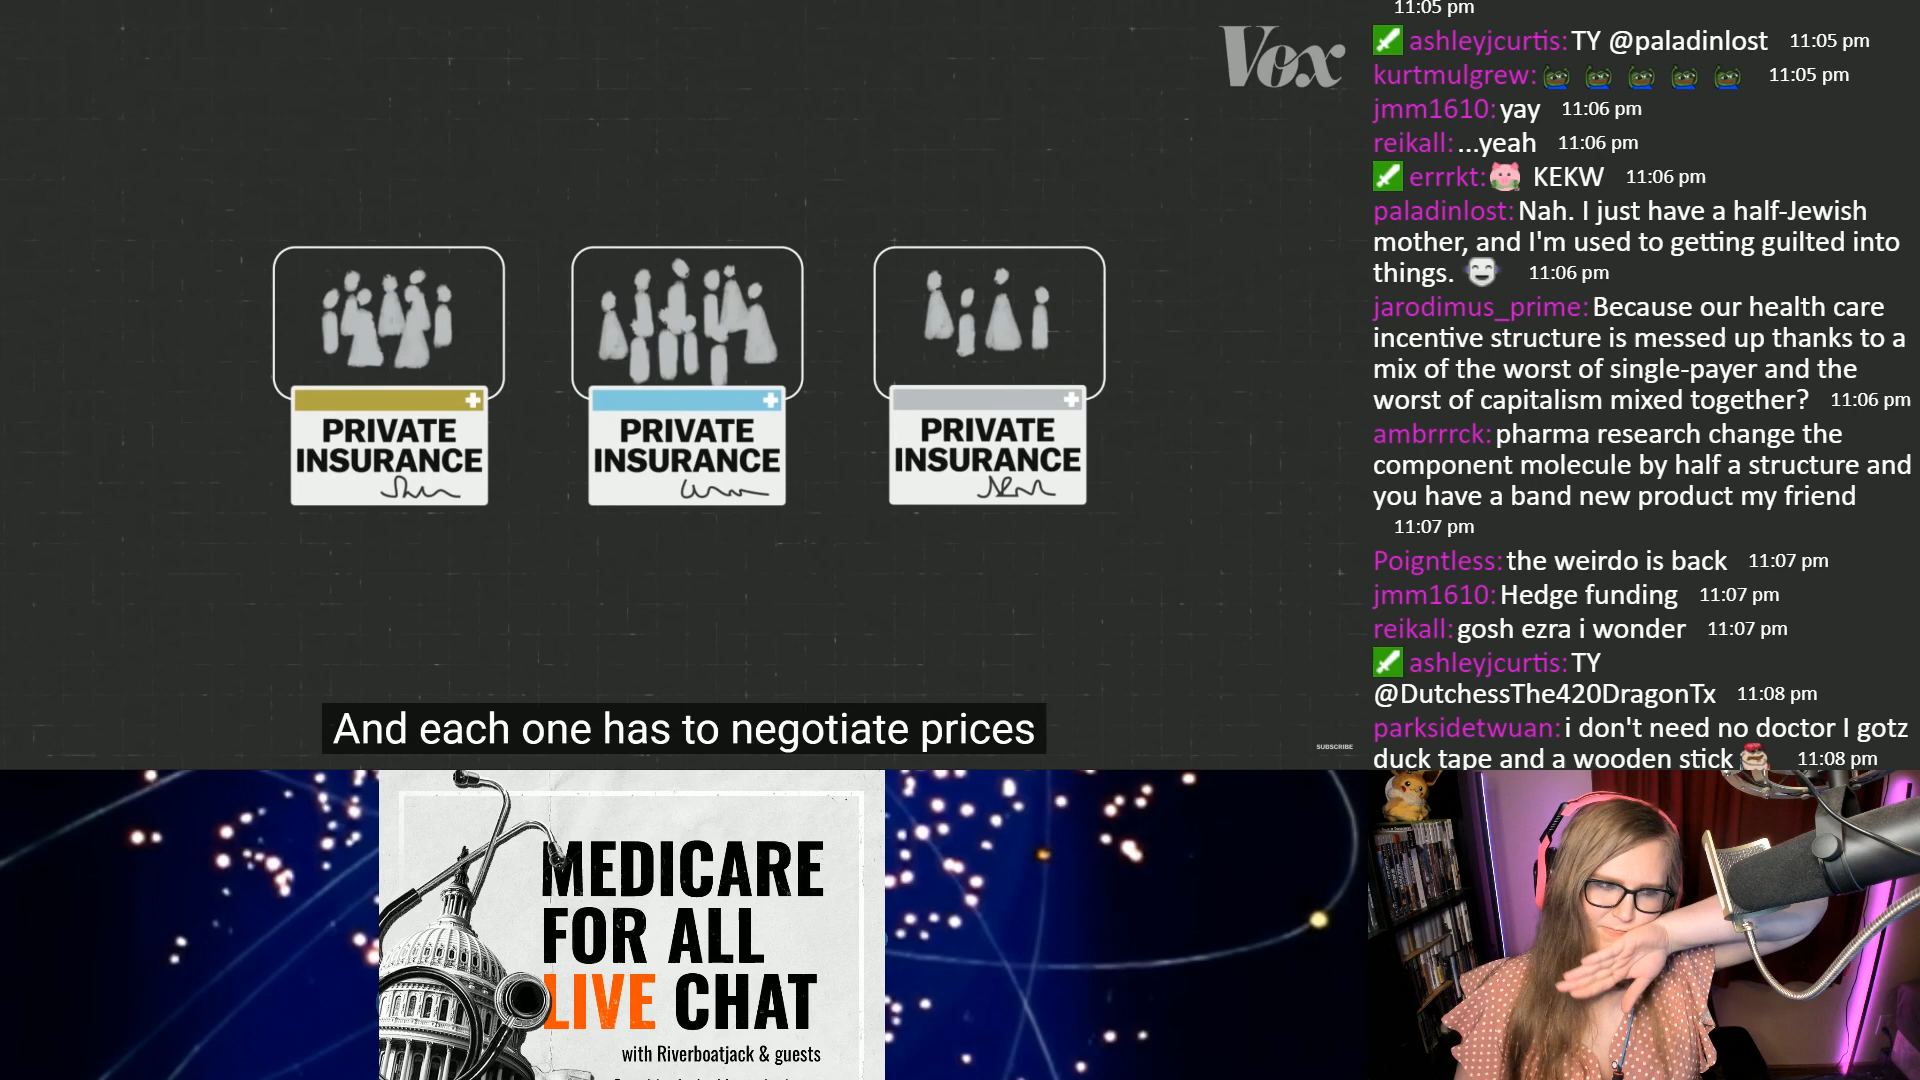 Vox
PRIVATE
INSURANCE
PRIVATE
INSURANCE
PRIVATE
INSURANCE
And each one has to negotiate prices
SUBSCRIBE
11:05 pm
ashleyjcurtis: TY @paladinlost 11:05 pm
kurtmulgrew: 11:05 pm
jmm1610: yay 11:06 pm
reikall: ...yeah 11:06 pm
errrkt: KEKW 11:06 pm
paladinlost: Nah. I just have a half-Jewish
mother, and I'm used to getting guilted into
things. 11:06 pm
jarodimus_prime: Because our health care
incentive structure is messed up thanks to a
mix of the worst of single-payer and the
worst of capitalism mixed together? 11:06 pm
ambrrrck: pharma research change the
component molecule by half a structure and
you have a band new product my friend
11:07 pm
Poigntless: the weirdo is back 11:07 pm
jmm1610: Hedge funding 11:07 pm
reikall: gosh ezra i wonder 11:07 pm
ashleyjcurtis: TY
@DutchessThe420DragonTx 11:08 pm
parksidetwuan: i don't need no doctor I gotz
duck tape and a wooden stick 11:08 pm
MEDICARE
FOR ALL
LIVE CHAT
with Riverboatjack & guests